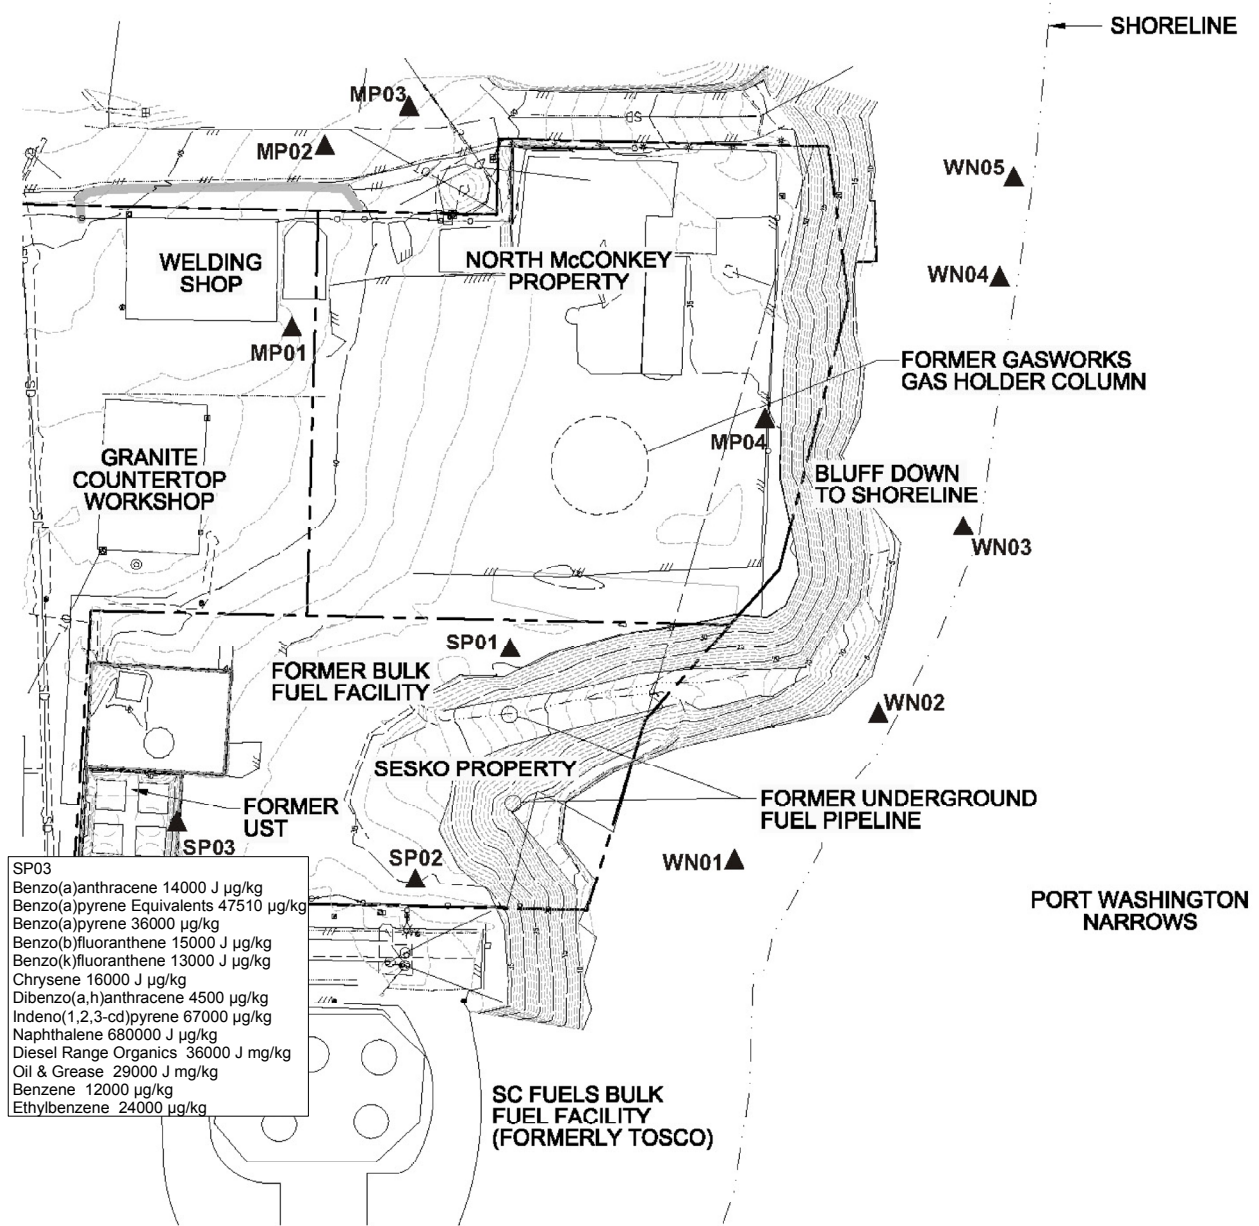 SHORELINE
MP03
MP02
WN05
WELDING
SHOP
NORTH McCONKEY
PROPERTY
WN04
MP01
FORMER GASWORKS
GAS HOLDER COLUMN
MP04
GRANITE
COUNTERTOP
WORKSHOP
BLUFF DOWN
TO SHORELINE
WN03
SP01
FORMER BULK
FUEL FACILITY
WN02
SESKO PROPERTY
FORMER
UST
FORMER UNDERGROUND
FUEL PIPELINE
SP03
SP02
WN01
PORT WASHINGTON
NARROWS
SP03
Benzo(a)anthracene 14000 J µg/kg
Benzo(a)pyrene Equivalents 47510 µg/kg
Benzo(a)pyrene 36000 µg/kg
Benzo(b)fluoranthene 15000 J µg/kg
Benzo(k)fluoranthene 13000 J µg/kg
Chrysene 16000 J µg/kg
Dibenzo(a,h)anthracene 4500 µg/kg
Indeno(1,2,3-cd)pyrene 67000 µg/kg
Naphthalene 680000 J µg/kg
Diesel Range Organics 36000 J mg/kg
Oil & Grease 29000 J mg/kg
Benzene 12000 µg/kg
Ethylbenzene 24000 µg/kg
SC FUELS BULK
FUEL FACILITY
(FORMERLY TOSCO)